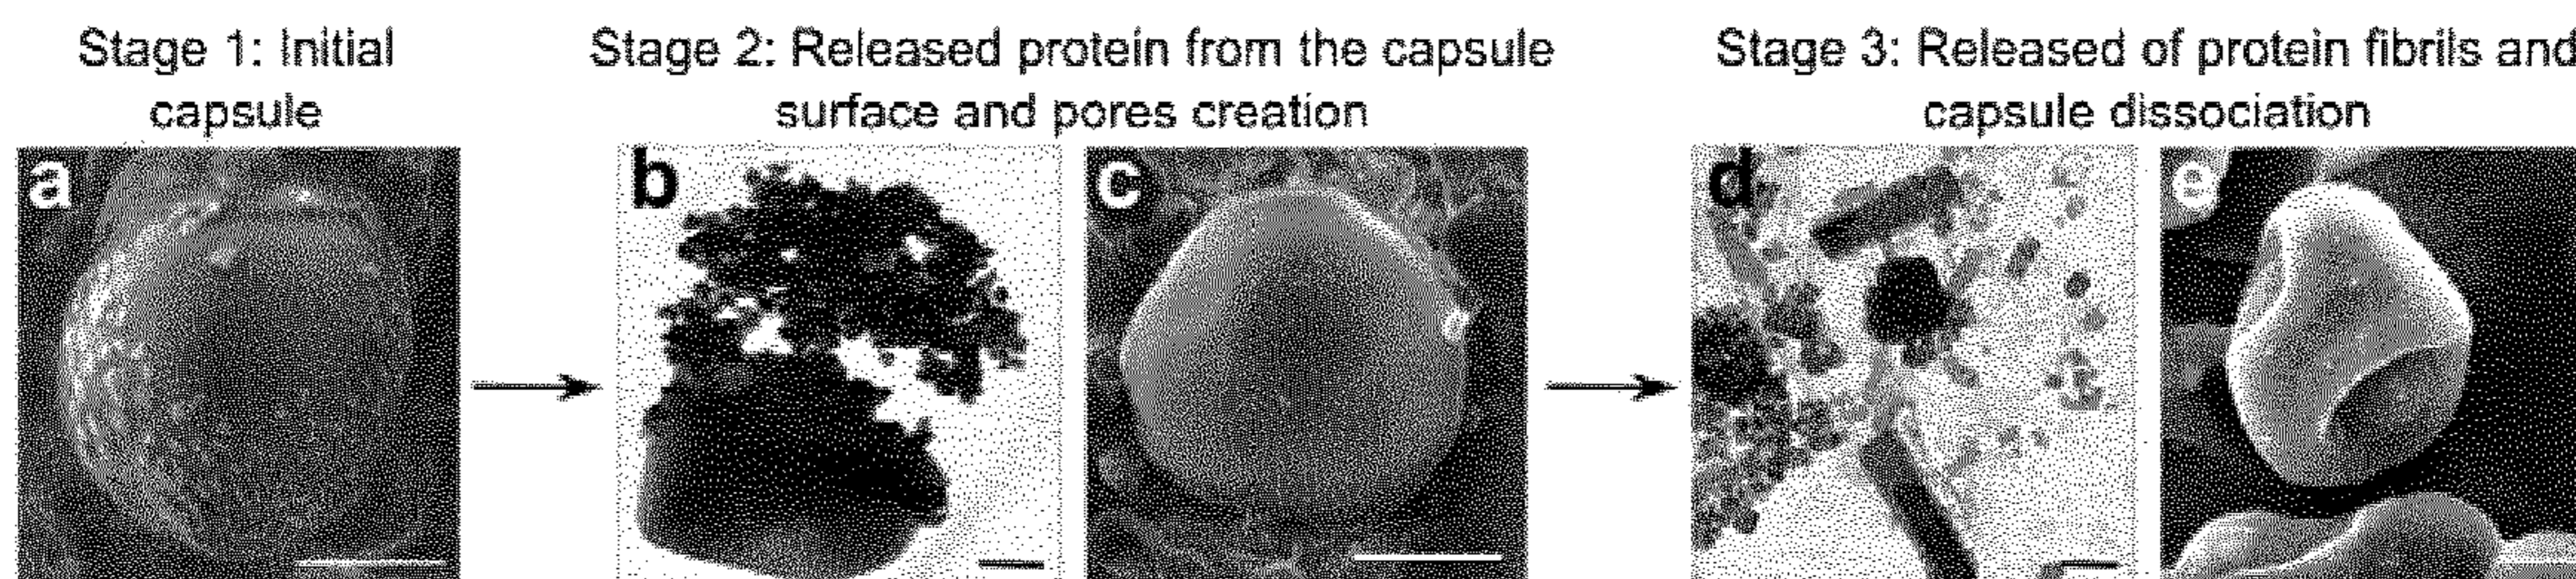 Stage 1: Initial
capsule
Stage 2: Released protein from the capsule
surface and pores creation
Stage 3: Released of protein fibrils and
capsule dissociation
a
b
c
d
e